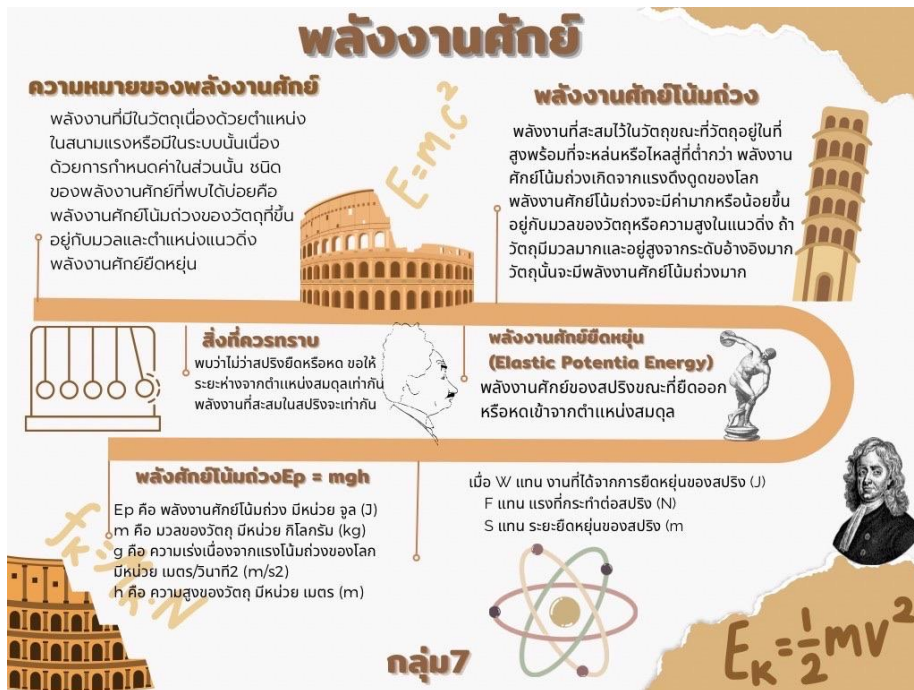 พลังงานศักย์
ความหมายของพลังงานศักย์
พลังงานที่มีในวัตถุเนื่องด้วยตำแหน่ง
ในสนามแรงหรือมีในระบบนั้นเนื่อง
ด้วยการกำหนดค่าในส่วนนั้น ชนิด
ของพลังงานศักย์ที่พบได้บ่อยคือ
พลังงานศักย์โน้มถ่วงของวัตถุที่ขึ้น
อยู่กับมวลและตำแหน่งแนวดิ่ง
พลังงานศักย์ยืดหยุ่น
E=m.c²
พลังงานศักย์โน้มถ่วง
พลังงานที่สะสมไว้ในวัตถุขณะที่วัตถุอยู่ในที่
สูงพร้อมที่จะหล่นหรือไหลสู่ที่ต่ำกว่า พลังงาน
ศักย์โน้มถ่วงเกิดจากแรงดึงดูดของโลก
พลังงานศักย์โน้มถ่วงจะมีค่ามากหรือน้อยขึ้น
อยู่กับมวลของวัตถุหรือความสูงในแนวดิ่ง ถ้า
วัตถุมีมวลมากและอยู่สูงจากระดับอ้างอิงมาก
วัตถุนั้นจะมีพลังงานศักย์โน้มถ่วงมาก
สิ่งที่ควรทราบ
พบว่าไม่ว่าสปริงยืดหรือหด ขอให้
ระยะห่างจากตำแหน่งสมดุลเท่ากัน
พลังงานที่สะสมในสปริงจะเท่ากัน
พลังงานศักย์ยืดหยุ่น
(Elastic Potentia Energy)
พลังงานศักย์ของสปริงขณะที่ยืดออก
หรือหดเข้าจากตำแหน่งสมดุล
พลังศักย์โน้มถ่วงEp = mgh
Ep คือ พลังงานศักย์โน้มถ่วง มีหน่วย จูล (J)
m คือ มวลของวัตถุ มีหน่วย กิโลกรัม (kg)
g คือ ความเร่งเนื่องจากแรงโน้มถ่วงของโลก
มีหน่วย เมตร/วินาที2 (m/s2)
h คือ ความสูงของวัตถุ มีหน่วย เมตร (m)
เมื่อ W แทน งานที่ได้จากการยืดหยุ่นของสปริง (J)
F แทน แรงที่กระทำต่อสปริง (N)
S แทน ระยะยืดหยุ่นของสปริง (m
กลุ่ม7
Eₖ=½mv²